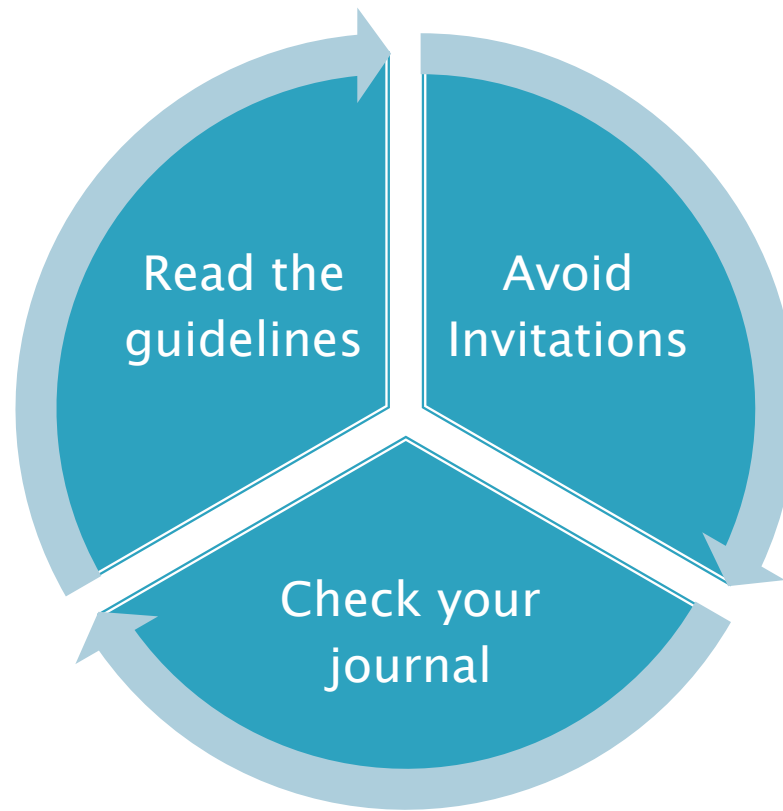 Read the
guidelines
Avoid
Invitations
Check your
journal